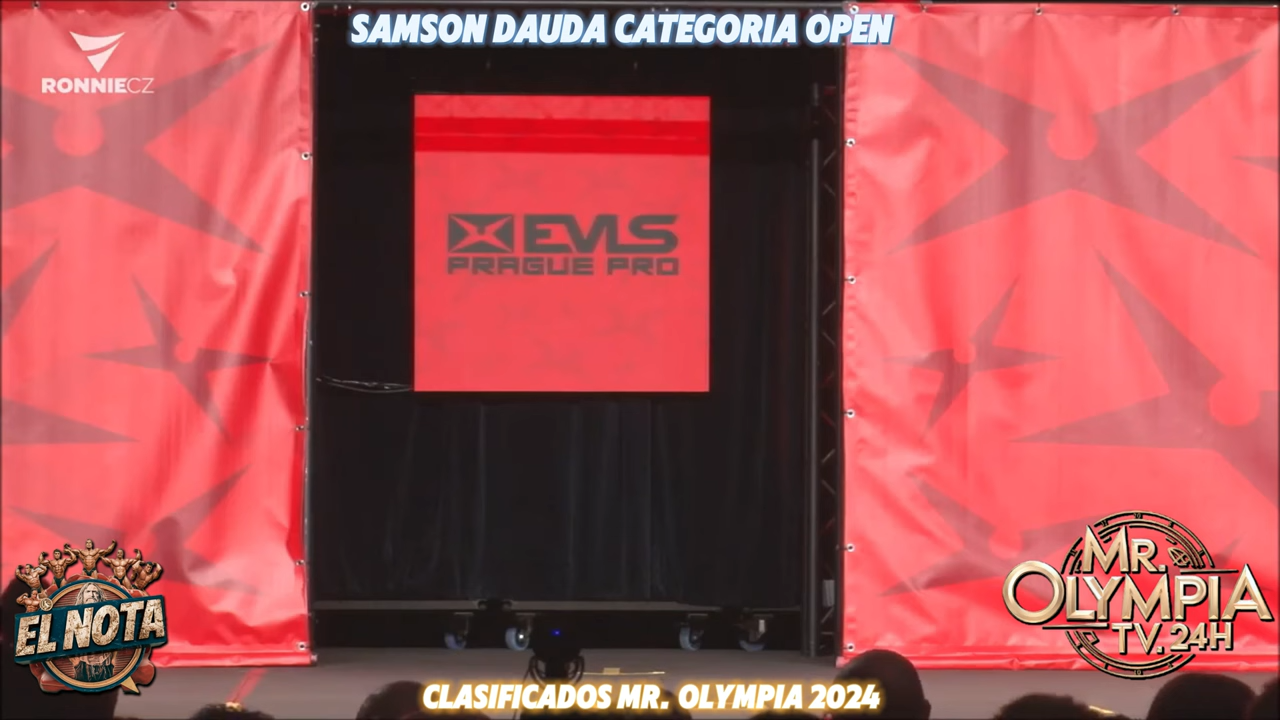 SAMSON DAUDA CATEGORIA OPEN
RONNIECZ
EVLS
PRAGUE PRO
EL NOTA
MR.
OLYMPIA
TV. 24H
CLASIFICADOS MR. OLYMPIA 2024